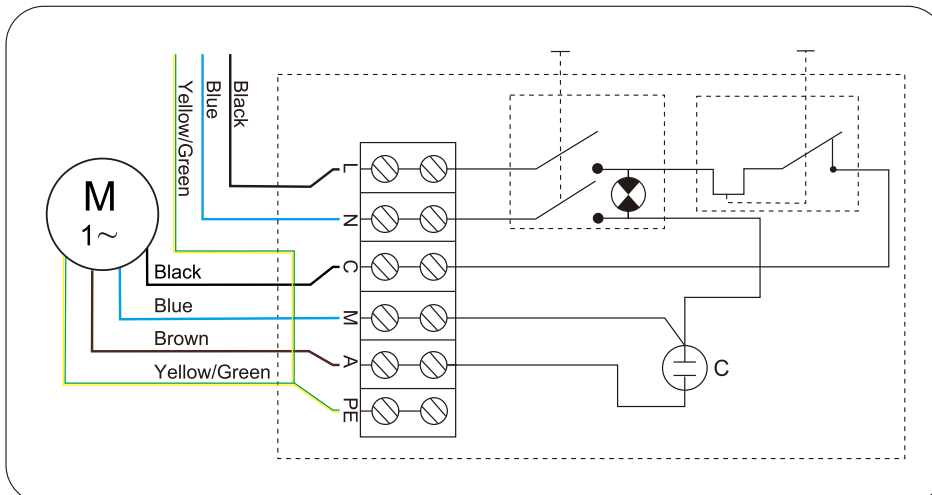 Yellow/Green
Blue
Black
M
1~
L
N
C
M
A
PE
Black
Blue
Brown
Yellow/Green
C